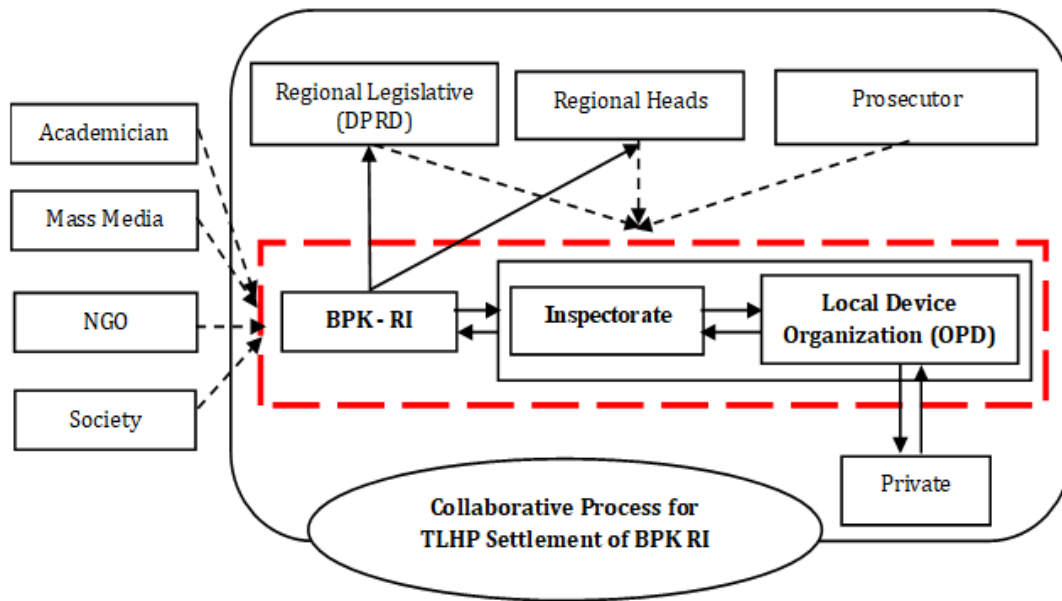 Regional Legislative
(DPRD)
Regional Heads
Prosecutor
Academician
Mass Media
NGO
Society
BPK - RI
Inspectorate
Local Device
Organization (OPD)
Private
Collaborative Process for
TLHP Settlement of BPK RI